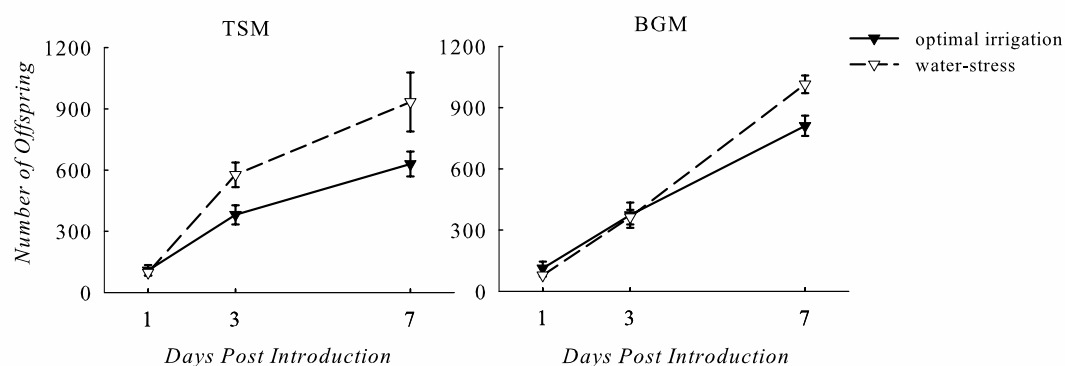 TSM
BGM
optimal irrigation
water-stress
Number of Offspring
1200
900
600
300
0
1 3 7
Days Post Introduction
1200
900
600
300
0
1 3 7
Days Post Introduction